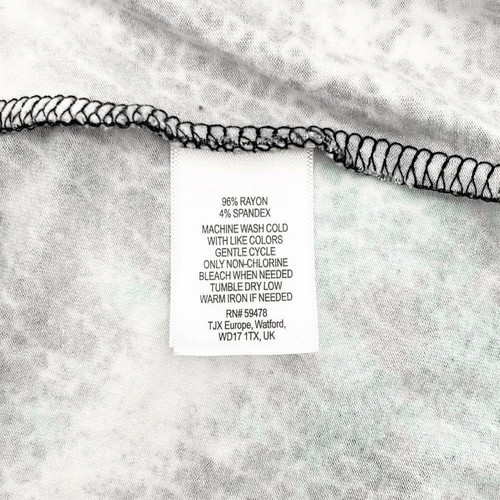 96% RAYON
4% SPANDEX
MACHINE WASH COLD
WITH LIKE COLORS
GENTLE CYCLE
ONLY NON-CHLORINE
BLEACH WHEN NEEDED
TUMBLE DRY LOW
WARM IRON IF NEEDED
RN# 59478
TJX Europe, Watford,
WD17 1TX, UK